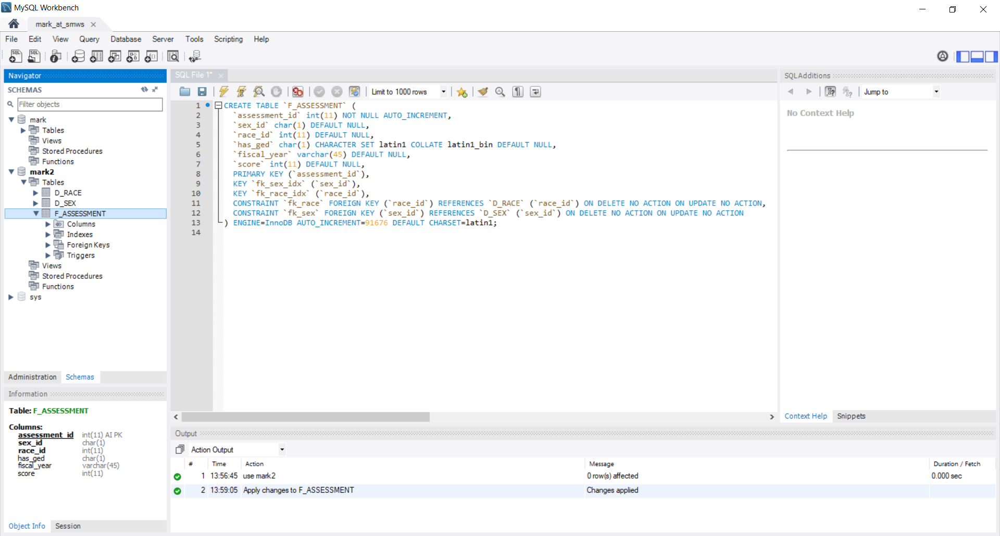 MySQL Workbench
mark_at_smws
File Edit View Query Database Server Tools Scripting Help
Navigator
SCHEMAS
Filter objects
mark
Tables
Views
Stored Procedures
Functions
mark2
Tables
D_RACE
D_SEX
F_ASSESSMENT
Columns
Indexes
Foreign Keys
Triggers
Views
Stored Procedures
Functions
sys
Administration Schemas
Information
Table: F_ASSESSMENT
Columns:
assessment_id int(11) AI PK
sex_id char(1)
race_id int(11)
has_ged char(1)
fiscal_year varchar(45)
score int(11)
Object Info Session
SQL File 1*
Limit to 1000 rows
1 CREATE TABLE `F_ASSESSMENT` (
2 `assessment_id` int(11) NOT NULL AUTO_INCREMENT,
3 `sex_id` char(1) DEFAULT NULL,
4 `race_id` int(11) DEFAULT NULL,
5 `has_ged` char(1) CHARACTER SET latin1 COLLATE latin1_bin DEFAULT NULL,
6 `fiscal_year` varchar(45) DEFAULT NULL,
7 `score` int(11) DEFAULT NULL,
8 PRIMARY KEY (`assessment_id`),
9 KEY `fk_sex_idx` (`sex_id`),
10 KEY `fk_race_idx` (`race_id`),
11 CONSTRAINT `fk_race` FOREIGN KEY (`race_id`) REFERENCES `D_RACE` (`race_id`) ON DELETE NO ACTION ON UPDATE NO ACTION,
12 CONSTRAINT `fk_sex` FOREIGN KEY (`sex_id`) REFERENCES `D_SEX` (`sex_id`) ON DELETE NO ACTION ON UPDATE NO ACTION
13 ) ENGINE=InnoDB AUTO_INCREMENT=91676 DEFAULT CHARSET=latin1;
14
SQLAdditions
Jump to
No Context Help
Context Help Snippets
Output
Action Output
# Time Action Message Duration / Fetch
1 13:56:45 use mark2 0 row(s) affected 0.000 sec
2 13:59:05 Apply changes to F_ASSESSMENT Changes applied